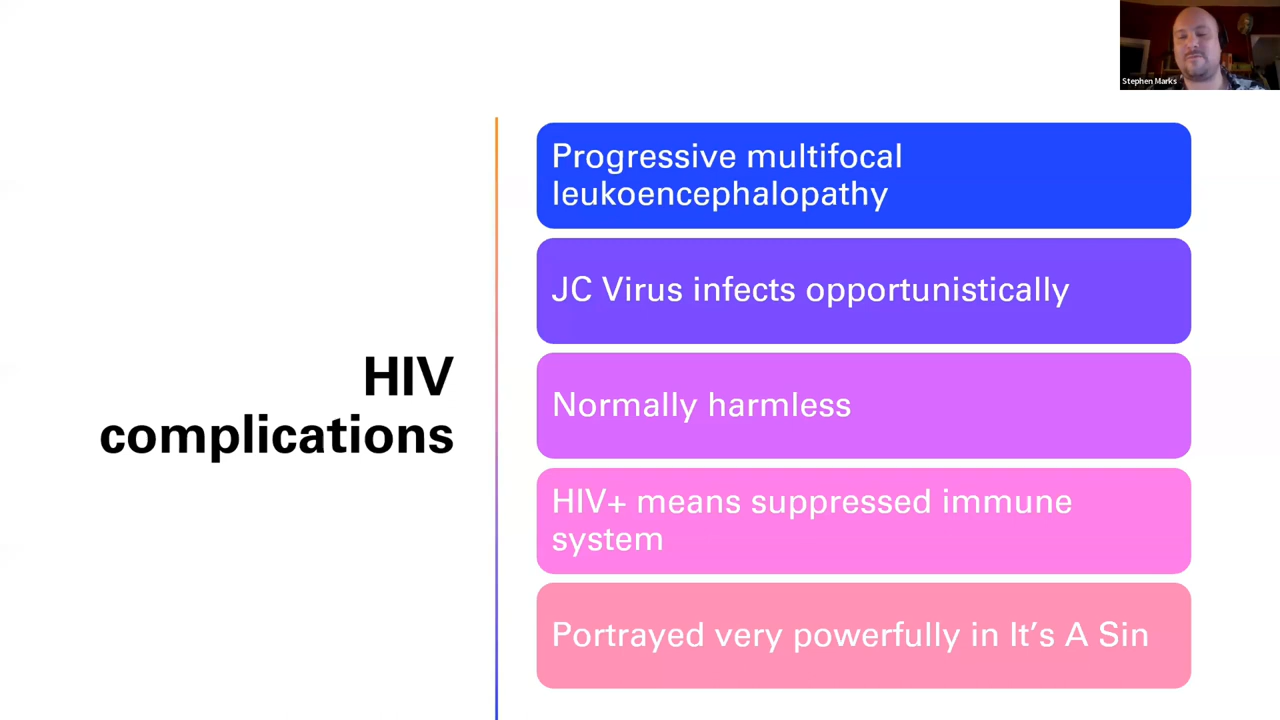 Stephen Marks
HIV
complications
Progressive multifocal
leukoencephalopathy
JC Virus infects opportunistically
Normally harmless
HIV+ means suppressed immune
system
Portrayed very powerfully in It’s A Sin